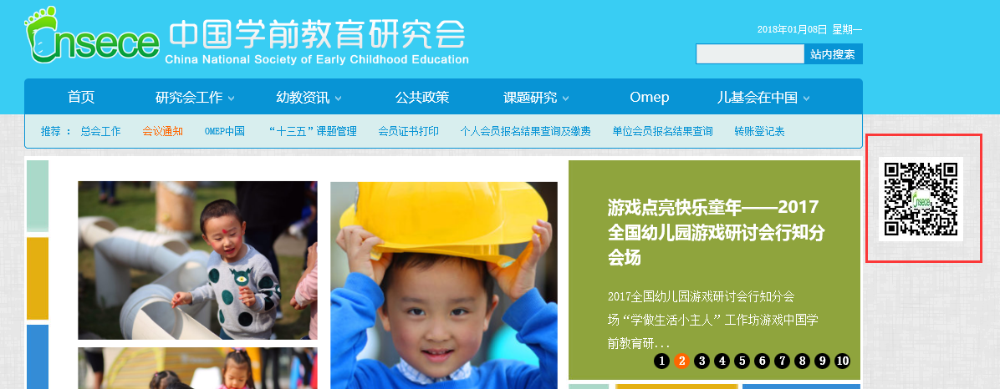 cnsece
中国学前教育研究会
China National Society of Early Childhood Education
2018年01月08日 星期一
站内搜索
首页 研究会工作 幼教资讯 公共政策 课题研究 Omep 儿基会在中国
推荐 : 总会工作 会议通知 OMEP中国 “十三五”课题管理 会员证书打印 个人会员报名结果查询及缴费 单位会员报名结果查询 转账登记表
游戏点亮快乐童年——2017
全国幼儿园游戏研讨会行知分
会场
2017全国幼儿园游戏研讨会行知分会
场“学做生活小主人”工作坊游戏中国学
前教育研...
1 2 3 4 5 6 7 8 9 10
cnsece